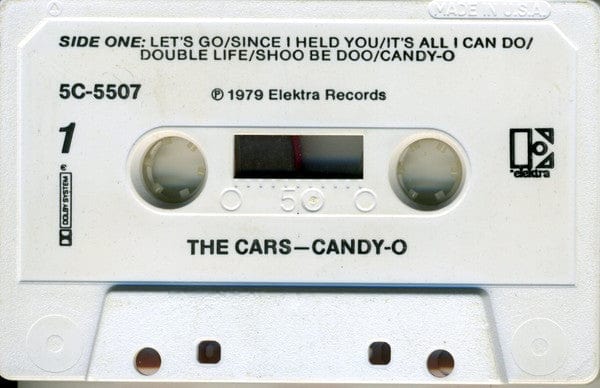 MADE IN U.S.A.
SIDE ONE: LET'S GO/SINCE I HELD YOU/IT'S ALL I CAN DO/
DOUBLE LIFE/SHOO BE DOO/CANDY-O
5C-5507
℗ 1979 Elektra Records
1
elektra
DOLBY SYSTEM
50
THE CARS—CANDY-O